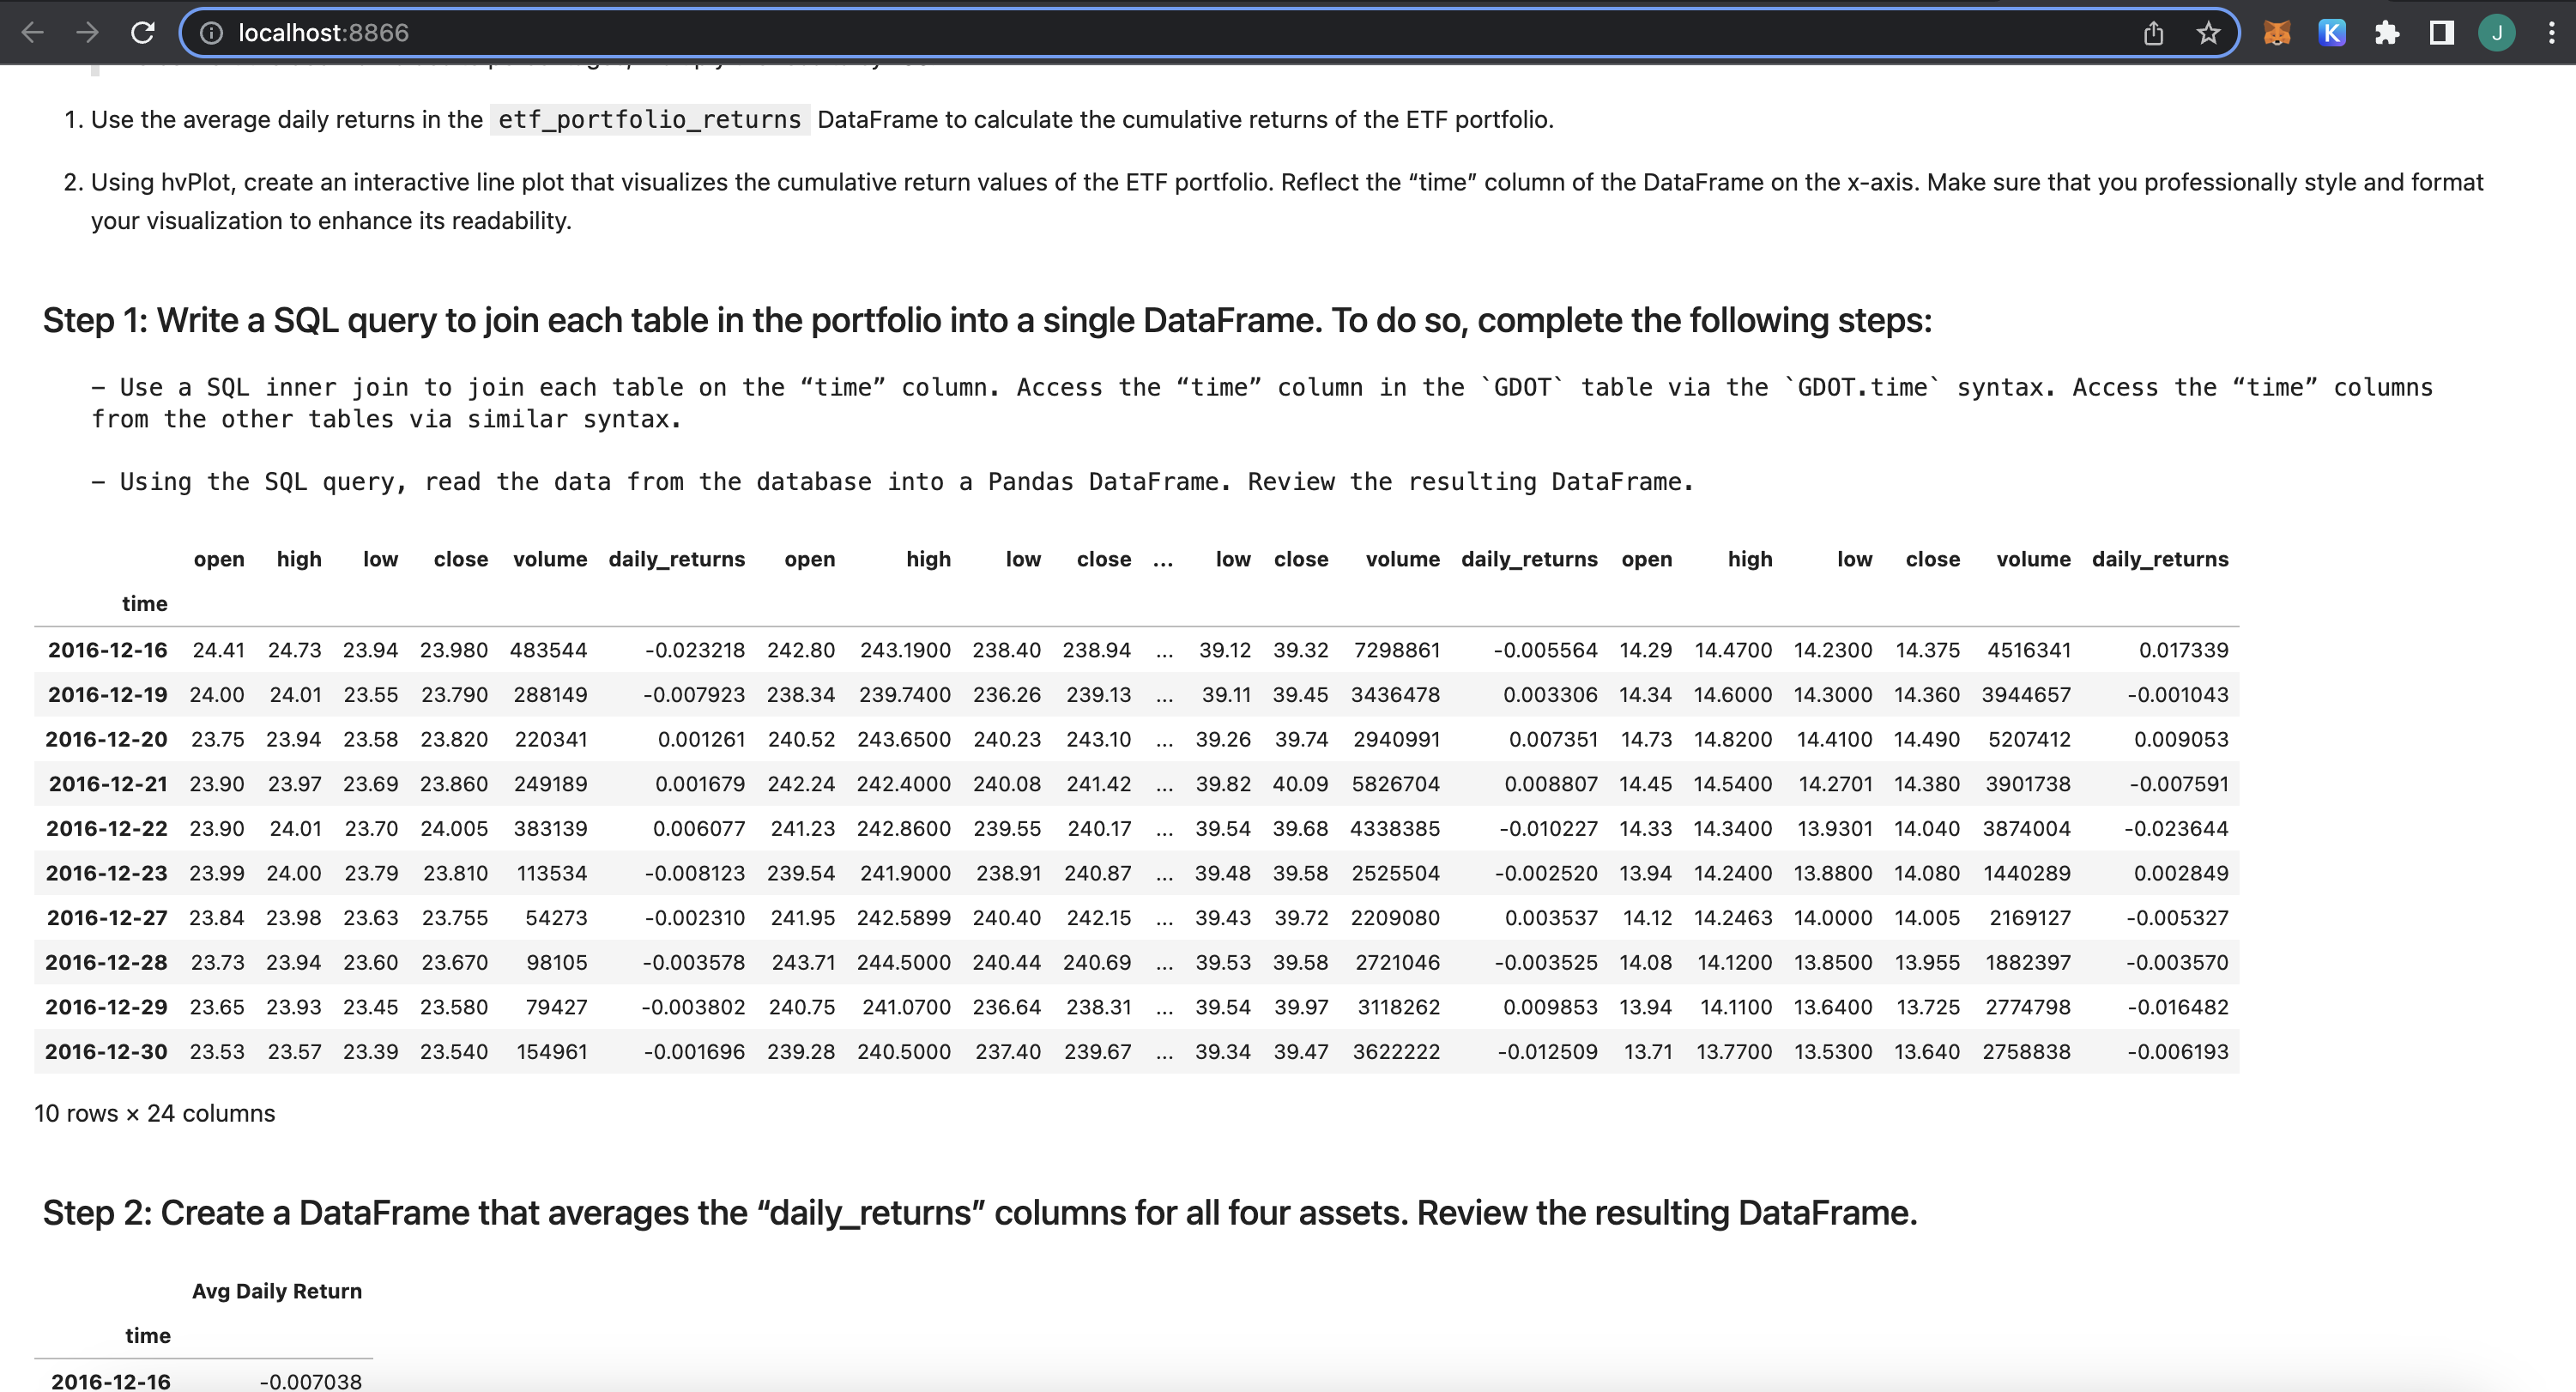 localhost:8866
J
1. Use the average daily returns in the etf_portfolio_returns DataFrame to calculate the cumulative returns of the ETF portfolio.
2. Using hvPlot, create an interactive line plot that visualizes the cumulative return values of the ETF portfolio. Reflect the “time” column of the DataFrame on the x-axis. Make sure that you professionally style and format
your visualization to enhance its readability.
Step 1: Write a SQL query to join each table in the portfolio into a single DataFrame. To do so, complete the following steps:
– Use a SQL inner join to join each table on the “time” column. Access the “time” column in the `GDOT` table via the `GDOT.time` syntax. Access the “time” columns
from the other tables via similar syntax.
– Using the SQL query, read the data from the database into a Pandas DataFrame. Review the resulting DataFrame.
open high low close volume daily_returns open high low close ... low close volume daily_returns open high low close volume daily_returns
time
2016-12-16 24.41 24.73 23.94 23.980 483544 -0.023218 242.80 243.1900 238.40 238.94 ... 39.12 39.32 7298861 -0.005564 14.29 14.4700 14.2300 14.375 4516341 0.017339
2016-12-19 24.00 24.01 23.55 23.790 288149 -0.007923 238.34 239.7400 236.26 239.13 ... 39.11 39.45 3436478 0.003306 14.34 14.6000 14.3000 14.360 3944657 -0.001043
2016-12-20 23.75 23.94 23.58 23.820 220341 0.001261 240.52 243.6500 240.23 243.10 ... 39.26 39.74 2940991 0.007351 14.73 14.8200 14.4100 14.490 5207412 0.009053
2016-12-21 23.90 23.97 23.69 23.860 249189 0.001679 242.24 242.4000 240.08 241.42 ... 39.82 40.09 5826704 0.008807 14.45 14.5400 14.2701 14.380 3901738 -0.007591
2016-12-22 23.90 24.01 23.70 24.005 383139 0.006077 241.23 242.8600 239.55 240.17 ... 39.54 39.68 4338385 -0.010227 14.33 14.3400 13.9301 14.040 3874004 -0.023644
2016-12-23 23.99 24.00 23.79 23.810 113534 -0.008123 239.54 241.9000 238.91 240.87 ... 39.48 39.58 2525504 -0.002520 13.94 14.2400 13.8800 14.080 1440289 0.002849
2016-12-27 23.84 23.98 23.63 23.755 54273 -0.002310 241.95 242.5899 240.40 242.15 ... 39.43 39.72 2209080 0.003537 14.12 14.2463 14.0000 14.005 2169127 -0.005327
2016-12-28 23.73 23.94 23.60 23.670 98105 -0.003578 243.71 244.5000 240.44 240.69 ... 39.53 39.58 2721046 -0.003525 14.08 14.1200 13.8500 13.955 1882397 -0.003570
2016-12-29 23.65 23.93 23.45 23.580 79427 -0.003802 240.75 241.0700 236.64 238.31 ... 39.54 39.97 3118262 0.009853 13.94 14.1100 13.6400 13.725 2774798 -0.016482
2016-12-30 23.53 23.57 23.39 23.540 154961 -0.001696 239.28 240.5000 237.40 239.67 ... 39.34 39.47 3622222 -0.012509 13.71 13.7700 13.5300 13.640 2758838 -0.006193
10 rows × 24 columns
Step 2: Create a DataFrame that averages the “daily_returns” columns for all four assets. Review the resulting DataFrame.
Avg Daily Return
time
2016-12-16 -0.007038